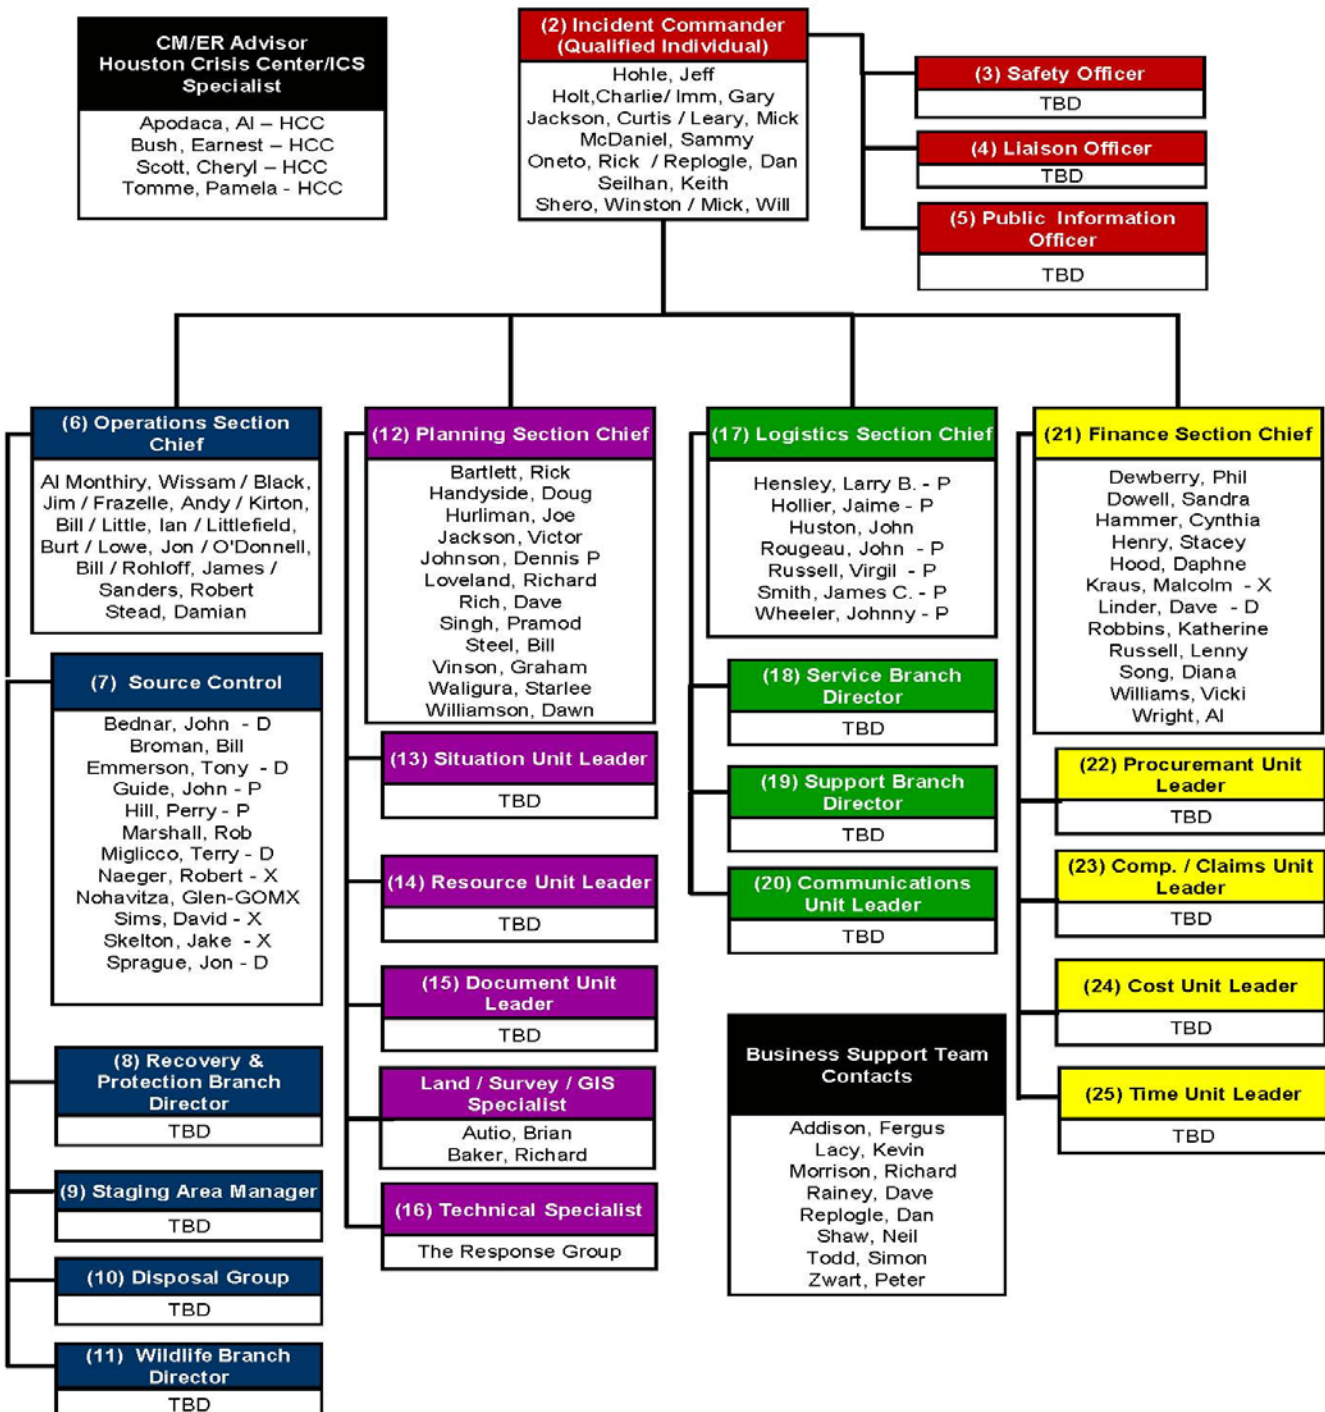 CM/ER Advisor
Houston Crisis Center/ICS
Specialist
Apodaca, Al – HCC
Bush, Earnest – HCC
Scott, Cheryl – HCC
Tomme, Pamela - HCC
(2) Incident Commander
(Qualified Individual)
Hohle, Jeff
Holt,Charlie/ Imm, Gary
Jackson, Curtis / Leary, Mick
McDaniel, Sammy
Oneto, Rick / Replogle, Dan
Seilhan, Keith
Shero, Winston / Mick, Will
(3) Safety Officer
TBD
(4) Liaison Officer
TBD
(5) Public Information
Officer
TBD
(6) Operations Section
Chief
Al Monthiry, Wissam / Black,
Jim / Frazelle, Andy / Kirton,
Bill / Little, Ian / Littlefield,
Burt / Lowe, Jon / O'Donnell,
Bill / Rohloff, James /
Sanders, Robert
Stead, Damian
(7) Source Control
Bednar, John - D
Broman, Bill
Emmerson, Tony - D
Guide, John - P
Hill, Perry - P
Marshall, Rob
Miglicco, Terry - D
Naeger, Robert - X
Nohavitza, Glen-GOMX
Sims, David - X
Skelton, Jake - X
Sprague, Jon - D
(8) Recovery &
Protection Branch
Director
TBD
(9) Staging Area Manager
TBD
(10) Disposal Group
TBD
(11) Wildlife Branch
Director
TBD
(12) Planning Section Chief
Bartlett, Rick
Handyside, Doug
Hurliman, Joe
Jackson, Victor
Johnson, Dennis P
Loveland, Richard
Rich, Dave
Singh, Pramod
Steel, Bill
Vinson, Graham
Waligura, Starlee
Williamson, Dawn
(13) Situation Unit Leader
TBD
(14) Resource Unit Leader
TBD
(15) Document Unit
Leader
TBD
Land / Survey / GIS
Specialist
Autio, Brian
Baker, Richard
(16) Technical Specialist
The Response Group
(17) Logistics Section Chief
Hensley, Larry B. - P
Hollier, Jaime - P
Huston, John
Rougeau, John - P
Russell, Virgil - P
Smith, James C. - P
Wheeler, Johnny - P
(18) Service Branch
Director
TBD
(19) Support Branch
Director
TBD
(20) Communications
Unit Leader
TBD
Business Support Team
Contacts
Addison, Fergus
Lacy, Kevin
Morrison, Richard
Rainey, Dave
Replogle, Dan
Shaw, Neil
Todd, Simon
Zwart, Peter
(21) Finance Section Chief
Dewberry, Phil
Dowell, Sandra
Hammer, Cynthia
Henry, Stacey
Hood, Daphne
Kraus, Malcolm - X
Linder, Dave - D
Robbins, Katherine
Russell, Lenny
Song, Diana
Williams, Vicki
Wright, Al
(22) Procuremant Unit
Leader
TBD
(23) Comp. / Claims Unit
Leader
TBD
(24) Cost Unit Leader
TBD
(25) Time Unit Leader
TBD